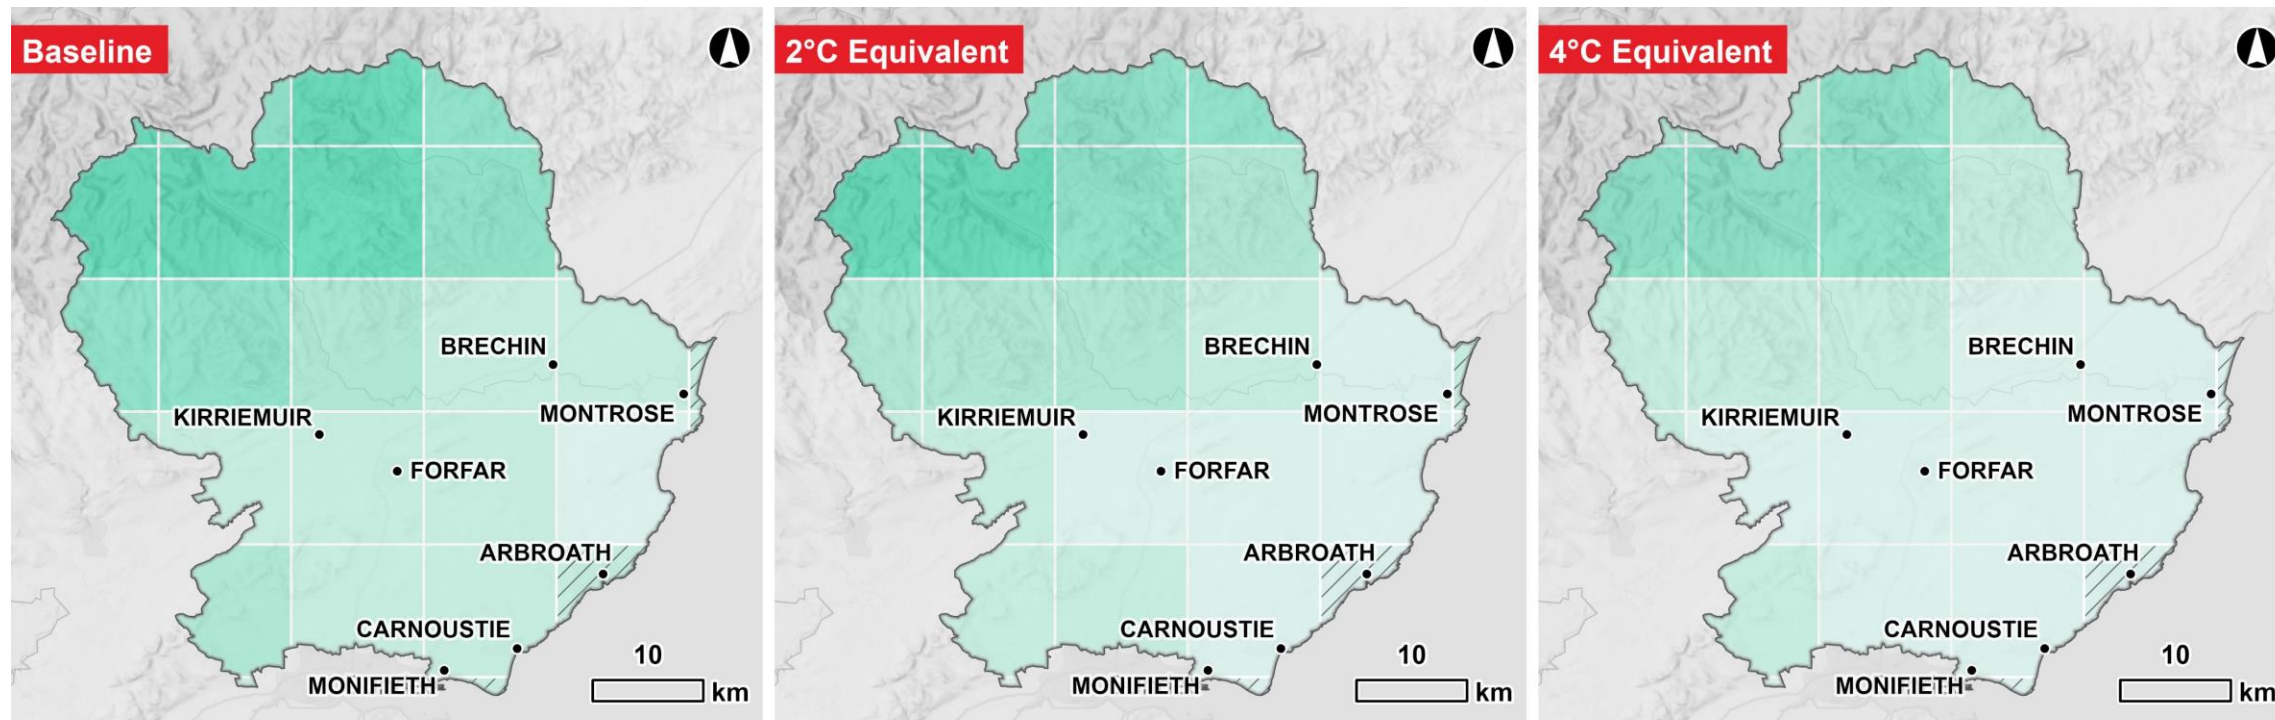 Baseline
BRECHIN
MONTROSE
KIRRIEMUIR
FORFAR
ARBROATH
CARNOUSTIE
MONIFIETH
10
km
2°C Equivalent
BRECHIN
MONTROSE
KIRRIEMUIR
FORFAR
ARBROATH
CARNOUSTIE
MONIFIETH
10
km
4°C Equivalent
BRECHIN
MONTROSE
KIRRIEMUIR
FORFAR
ARBROATH
CARNOUSTIE
MONIFIETH
10
km